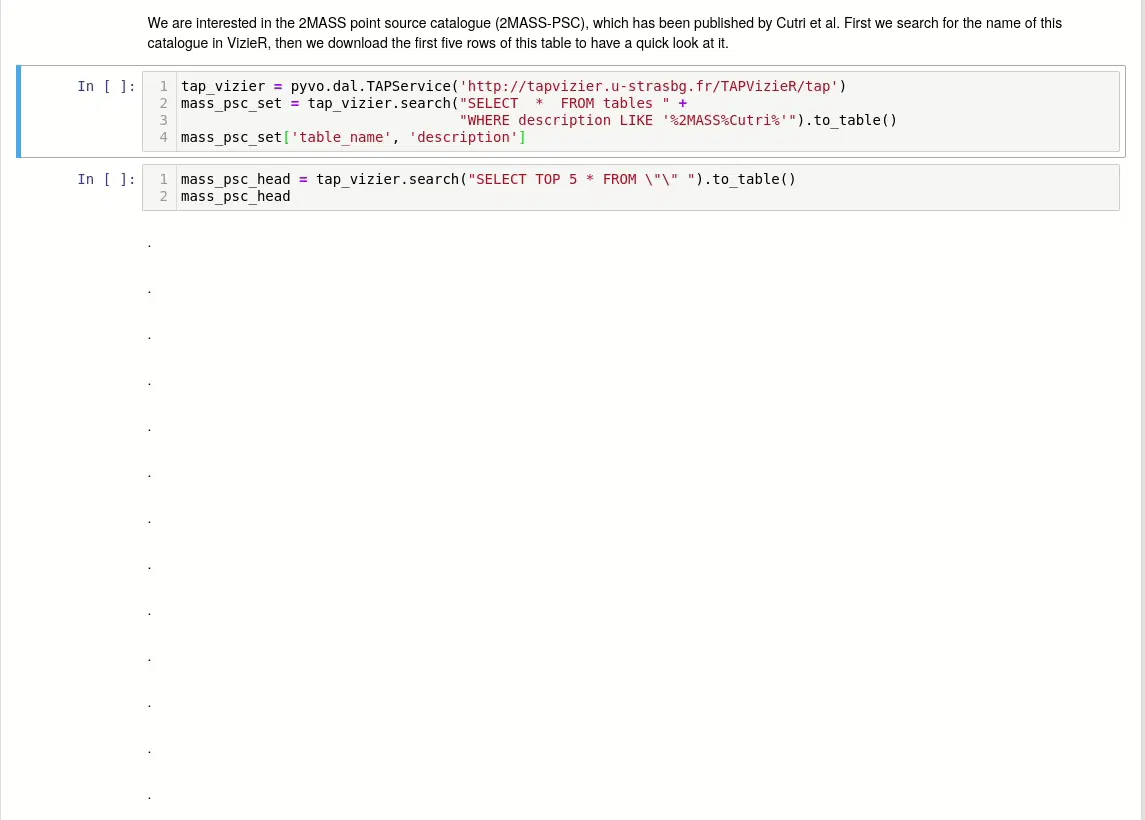 We are interested in the 2MASS point source catalogue (2MASS-PSC), which has been published by Cutri et al. First we search for the name of this
catalogue in VizieR, then we download the first five rows of this table to have a quick look at it.
In [ ]:
1 tap_vizier = pyvo.dal.TAPService('http://tapvizier.u-strasbg.fr/TAPVizieR/tap')
2 mass_psc_set = tap_vizier.search("SELECT  *  FROM tables " +
3                                  "WHERE description LIKE '%2MASS%Cutri%'").to_table()
4 mass_psc_set['table_name', 'description']
In [ ]:
1 mass_psc_head = tap_vizier.search("SELECT TOP 5 * FROM \"\" ").to_table()
2 mass_psc_head
.
.
.
.
.
.
.
.
.
.
.
.
.